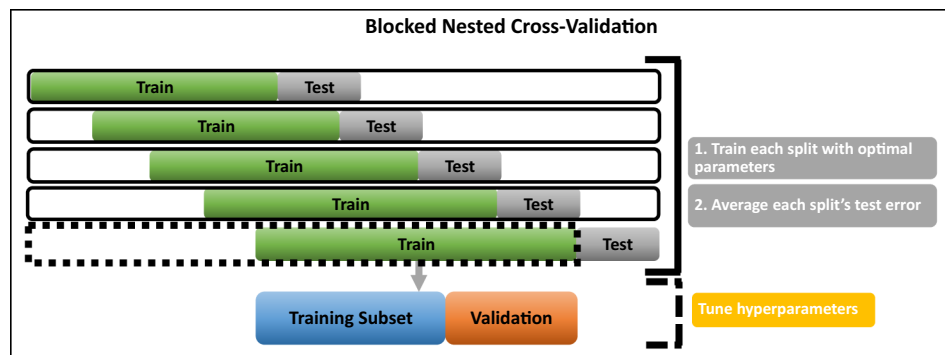 Blocked Nested Cross-Validation
Train Test
Train Test
Train Test
Train Test
Train Test
1. Train each split with optimal
parameters
2. Average each split's test error
Training Subset Validation
Tune hyperparameters